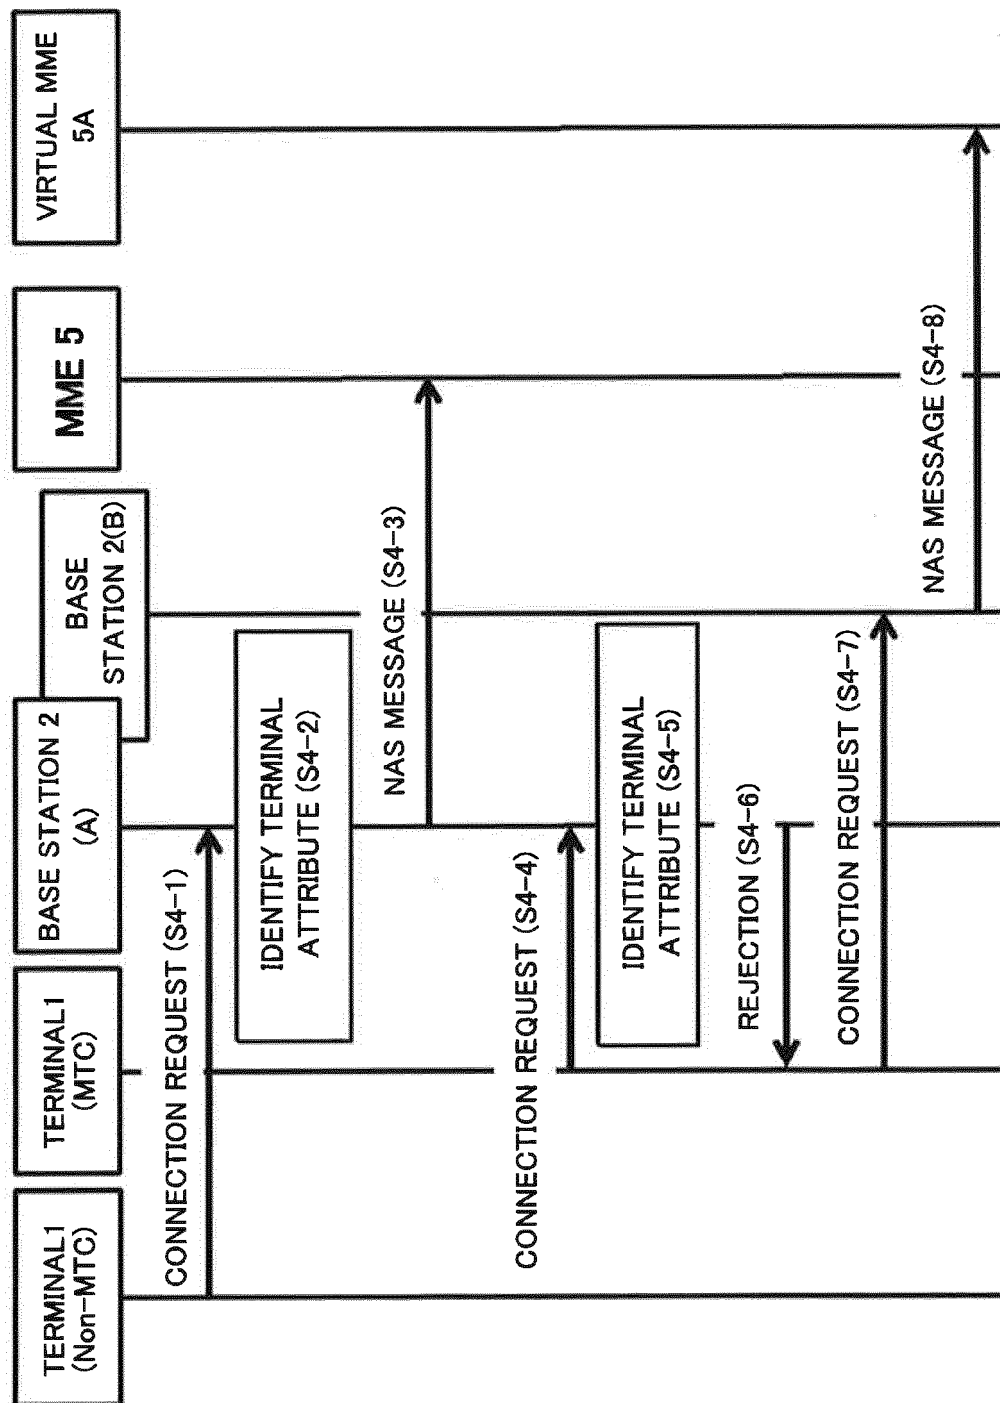 TERMINAL1
(Non-MTC)
TERMINAL1
(MTC)
BASE STATION 2
(A)
BASE
STATION 2(B)
MME 5
VIRTUAL MME
5A
CONNECTION REQUEST (S4-1)
IDENTIFY TERMINAL
ATTRIBUTE (S4-2)
NAS MESSAGE (S4-3)
CONNECTION REQUEST (S4-4)
IDENTIFY TERMINAL
ATTRIBUTE (S4-5)
REJECTION (S4-6)
CONNECTION REQUEST (S4-7)
NAS MESSAGE (S4-8)